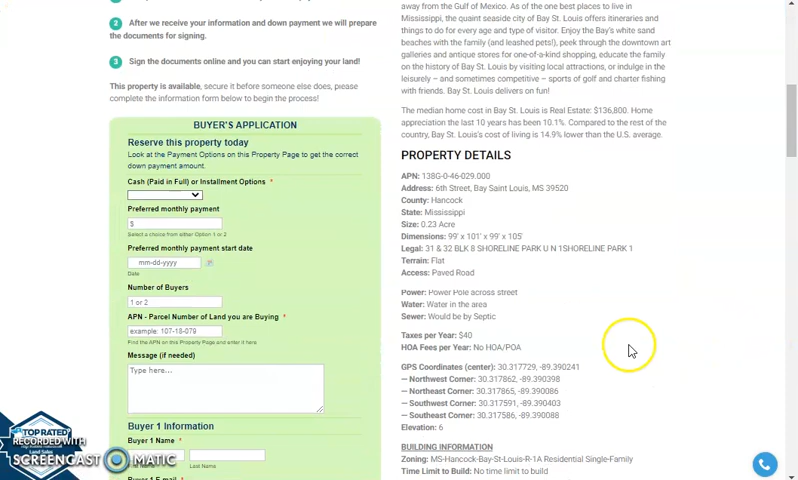 2 After we receive your information and down payment we will prepare
the documents for signing.
3 Sign the documents online and you can start enjoying your land!
This property is available, secure it before someone else does, please
complete the information form below to begin the process!
BUYER'S APPLICATION
Reserve this property today
Look at the Payment Options on this Property Page to get the correct
down payment amount.
Cash (Paid in Full) or Installment Options *
Preferred monthly payment
$
Select a choice from either Option 1 or 2
Preferred monthly payment start date
mm-dd-yyyy
Date
Number of Buyers
1 or 2
APN - Parcel Number of Land you are Buying *
example: 107-18-079
Find the APN on this Property Page and enter it here
Message (if needed)
Type here...
Buyer 1 Information
Buyer 1 Name *
Last Name
Buyer 1 E-mail *
away from the Gulf of Mexico. As of the one best places to live in
Mississippi, the quaint seaside city of Bay St. Louis offers itineraries and
things to do for every age and type of visitor. Enjoy the Bay's white sand
beaches with the family (and leashed pets!), peek through the downtown art
galleries and antique stores for one-of-a-kind shopping, educate the family
on the history of Bay St. Louis by visiting local attractions, or indulge in the
leisurely – and sometimes competitive – sports of golf and charter fishing
with friends. Bay St. Louis delivers on fun!
The median home cost in Bay St. Louis is Real Estate: $136,800. Home
appreciation the last 10 years has been 10.1%. Compared to the rest of the
country, Bay St. Louis's cost of living is 14.9% lower than the U.S. average.
PROPERTY DETAILS
APN: 138G-0-46-029.000
Address: 6th Street, Bay Saint Louis, MS 39520
County: Hancock
State: Mississippi
Size: 0.23 Acre
Dimensions: 99' x 101' x 99' x 105'
Legal: 31 & 32 BLK 8 SHORELINE PARK U N 1SHORELINE PARK 1
Terrain: Flat
Access: Paved Road
Power: Power Pole across street
Water: Water in the area
Sewer: Would be by Septic
Taxes per Year: $40
HOA Fees per Year: No HOA/POA
GPS Coordinates (center): 30.317729, -89.390241
– Northwest Corner: 30.317862, -89.390398
– Northeast Corner: 30.317865, -89.390086
– Southwest Corner: 30.317591, -89.390403
– Southeast Corner: 30.317586, -89.390088
Elevation: 6
BUILDING INFORMATION
Zoning: MS-Hancock-Bay-St-Louis-R-1A Residential Single-Family
Time Limit to Build: No time limit to build
TOP RATED
Land Sales
RECORDED WITH
SCREENCAST MATIC